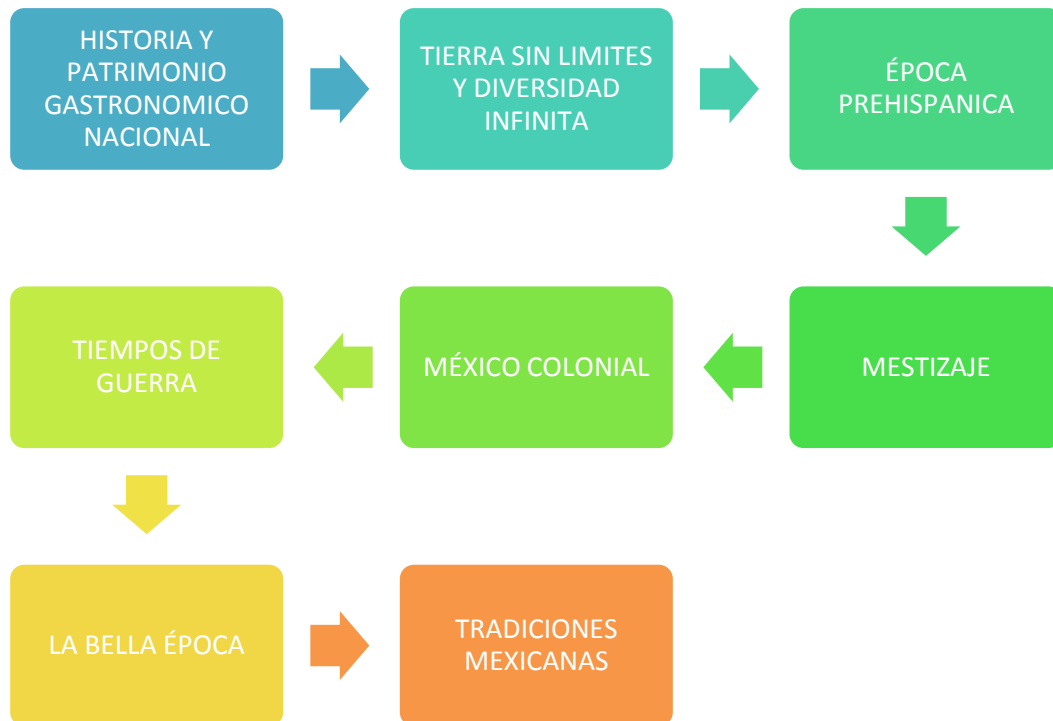 HISTORIA Y
PATRIMONIO
GASTRONOMICO
NACIONAL
TIERRA SIN LIMITES
Y DIVERSIDAD
INFINITA
ÉPOCA
PREHISPANICA
MESTIZAJE
MÉXICO COLONIAL
TIEMPOS DE
GUERRA
LA BELLA ÉPOCA
TRADICIONES
MEXICANAS